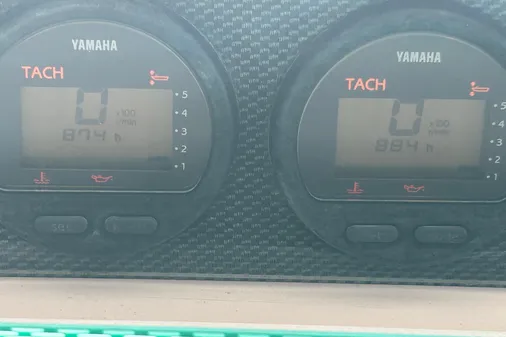 YAMAHA
TACH
0
x100
r/min
874 h
5
4
3
2
1
SET
YAMAHA
TACH
0
x100
r/min
884 h
5
4
3
2
1